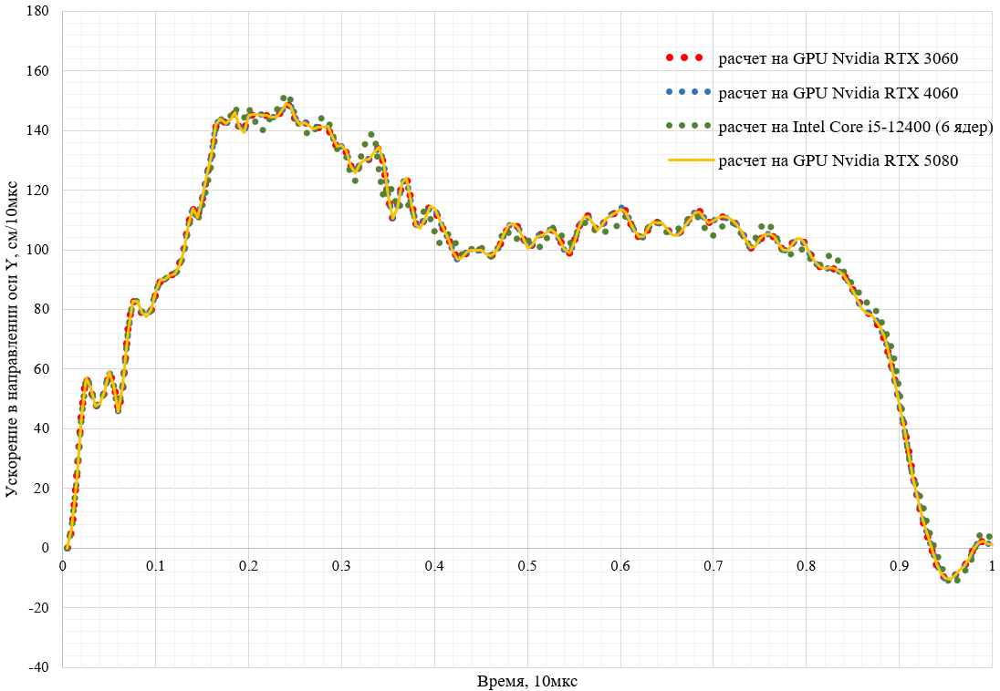 180
160
140
120
100
80
60
40
20
0
-20
-40
0 0.1 0.2 0.3 0.4 0.5 0.6 0.7 0.8 0.9 1
Ускорение в направлении оси Y, см/10мкс
Время, 10мкс
расчет на GPU Nvidia RTX 3060
расчет на GPU Nvidia RTX 4060
расчет на Intel Core i5-12400 (6 ядер)
расчет на GPU Nvidia RTX 5080